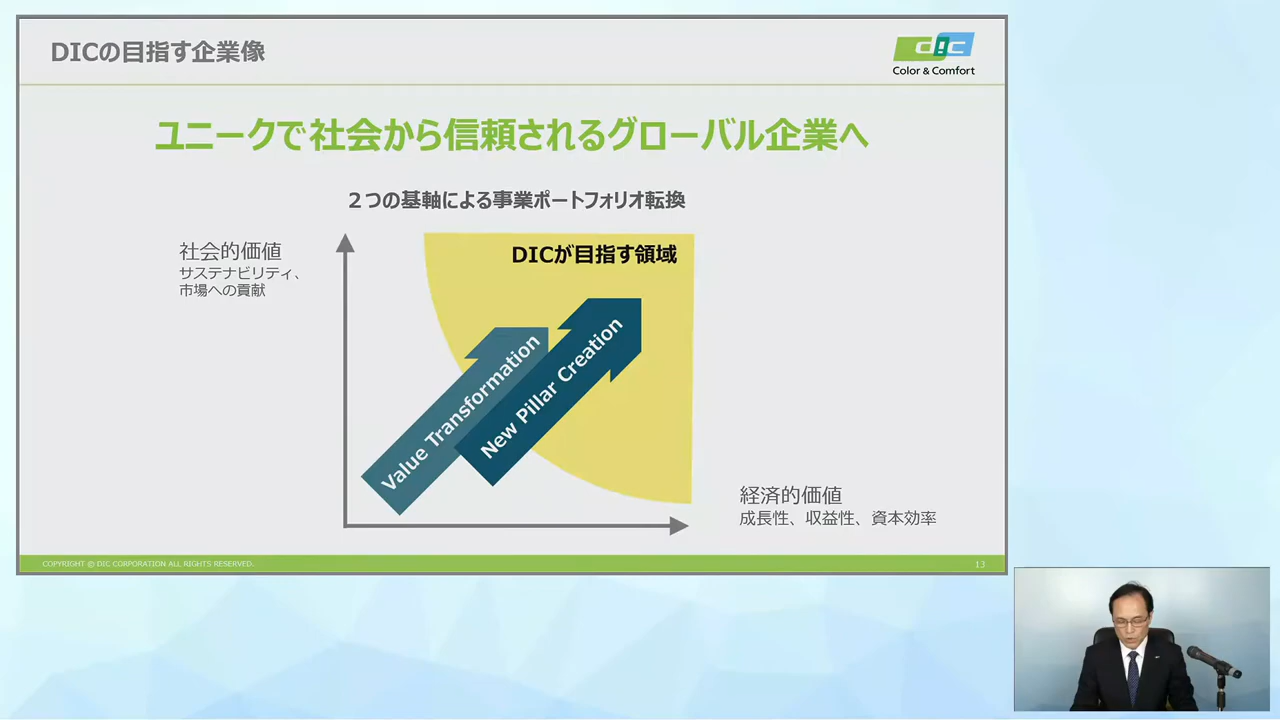 DICの目指す企業像
dic
Color & Comfort
ユニークで社会から信頼されるグローバル企業へ
２つの基軸による事業ポートフォリオ転換
社会的価値
サステナビリティ、
市場への貢献
DICが目指す領域
Value Transformation
New Pillar Creation
経済的価値
成長性、収益性、資本効率
COPYRIGHT © DIC CORPORATION ALL RIGHTS RESERVED.
13